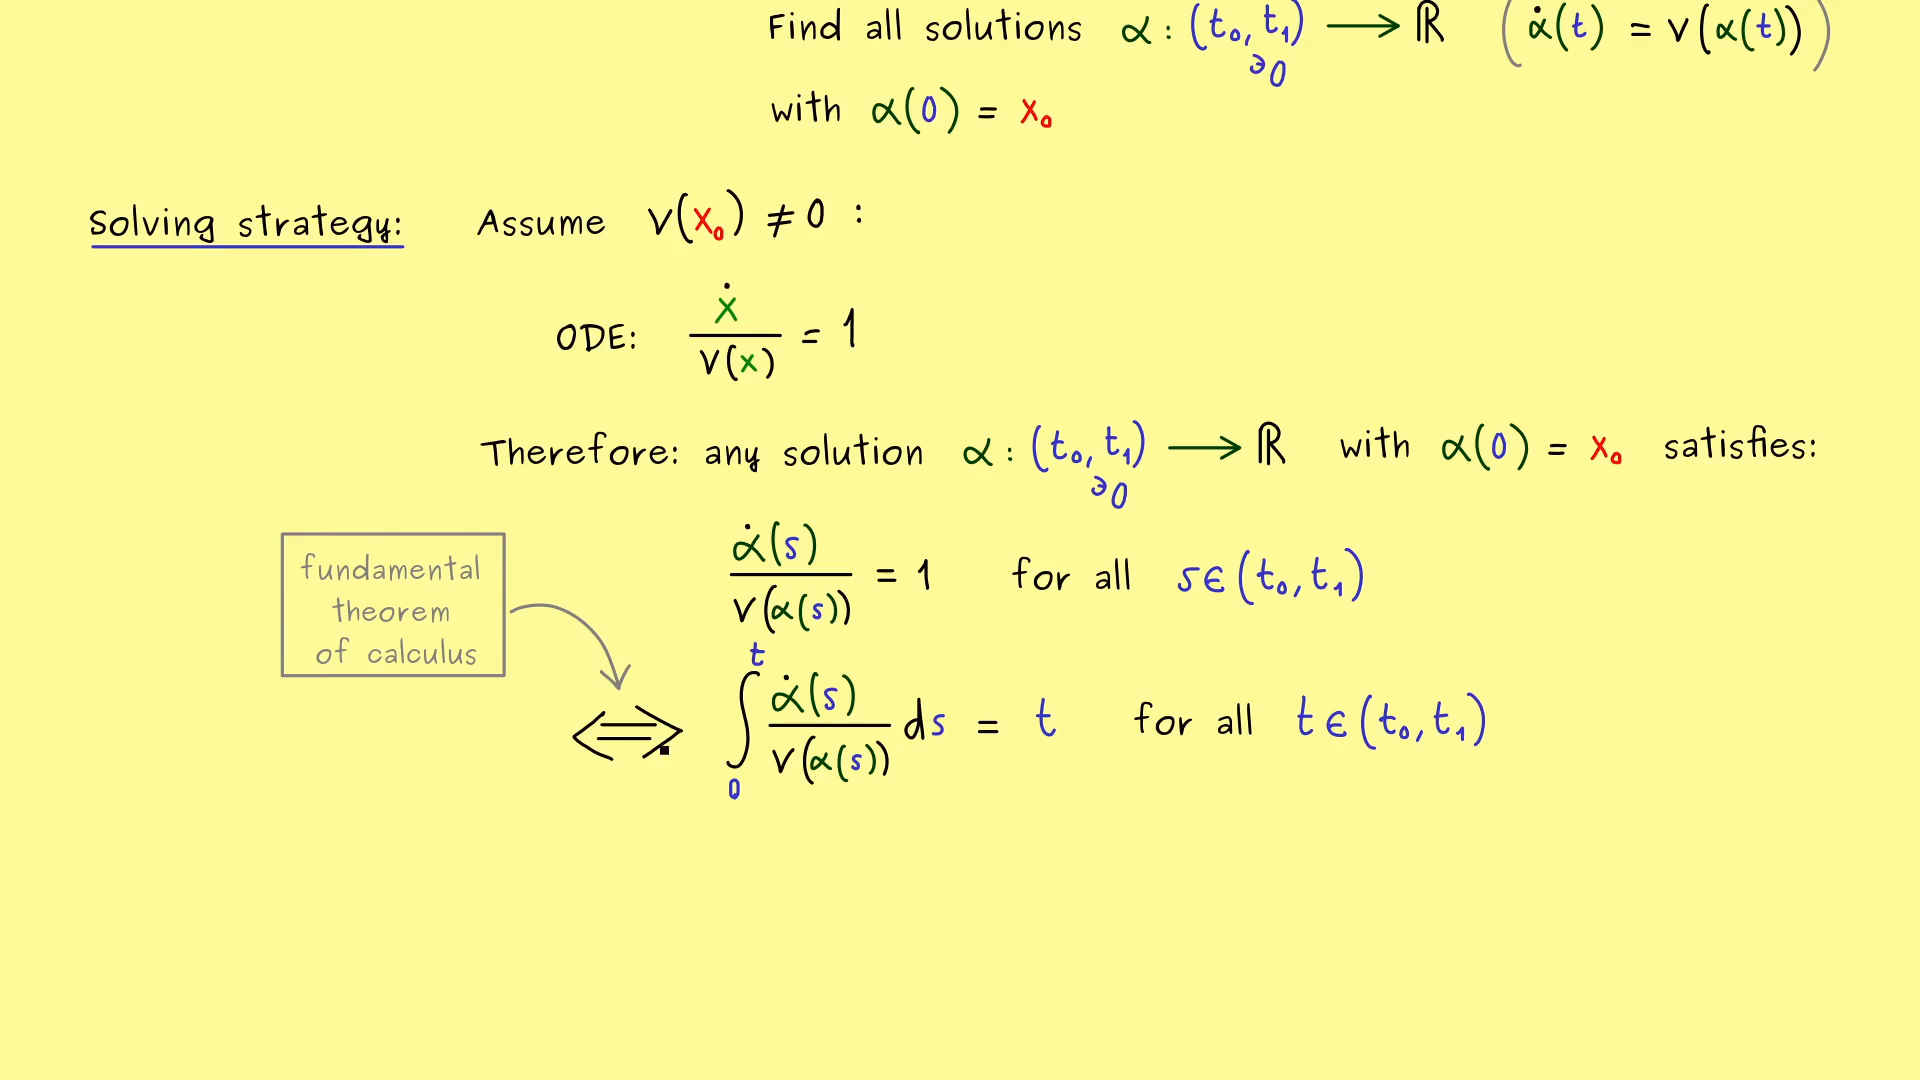 Find all solutions α : (t₀, t₁) ⟶ ℝ (α̇(t) = v(α(t)))
∋0
with α(0) = x₀
Solving strategy: Assume v(x₀) ≠ 0 :
ODE: ẋ / v(x) = 1
Therefore: any solution α : (t₀, t₁) ⟶ ℝ with α(0) = x₀ satisfies:
∋0
α̇(s) / v(α(s)) = 1 for all s∈(t₀, t₁)
fundamental
theorem
of calculus
⟺ ∫₀ᵗ α̇(s) / v(α(s)) ds = t for all t∈(t₀, t₁)